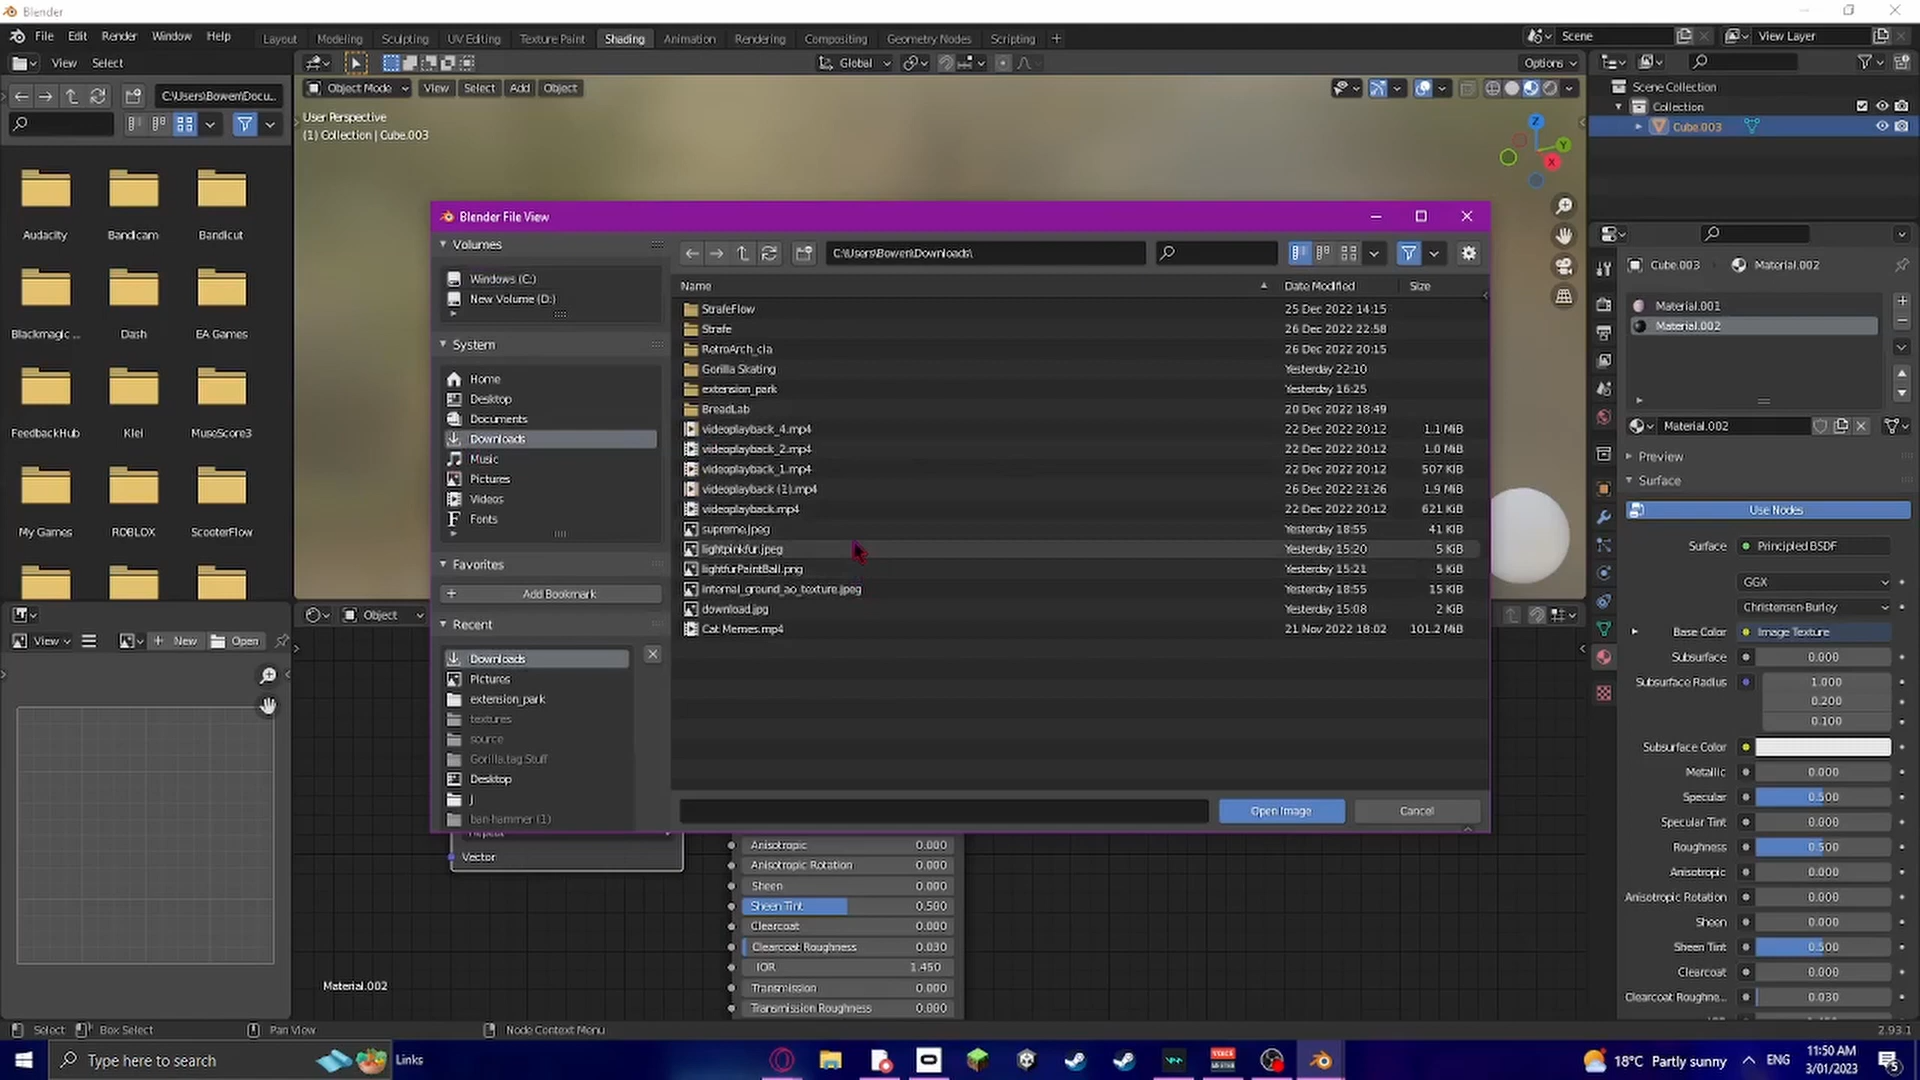 Blender
File Edit Render Window Help
Layout Modeling Sculpting UV Editing Texture Paint Shading Animation Rendering Compositing Geometry Nodes Scripting +
Scene View Layer
View Select
Global Options
C:\Users\Bowen\Docu...
Object Mode View Select Add Object
User Perspective
(1) Collection | Cube.003
Scene Collection
Collection
Cube.003
Z
Y
X
Audacity Bandicam Bandicut
Blackmagic ... Dash EA Games
FeedbackHub Klei MuseScore3
My Games ROBLOX ScooterFlow
Blender File View
Volumes
Windows (C:)
New Volume (D:)
System
Home
Desktop
Documents
Downloads
Music
Pictures
Videos
Fonts
Favorites
Add Bookmark
Recent
Downloads
Pictures
extension_park
textures
source
Gorilla.tag.Stuff
Desktop
J
ban-hammer (1)
C:\Users\Bowen\Downloads\
Name Date Modified Size
StrafeFlow 25 Dec 2022 14:15
Strafe 26 Dec 2022 22:58
RetroArch_cia 26 Dec 2022 20:15
Gorilla Skating Yesterday 22:10
extension_park Yesterday 16:25
BreadLab 20 Dec 2022 18:49
videoplayback_4.mp4 22 Dec 2022 20:12 1.1 MiB
videoplayback_2.mp4 22 Dec 2022 20:12 1.0 MiB
videoplayback_1.mp4 22 Dec 2022 20:12 507 KiB
videoplayback (1).mp4 26 Dec 2022 21:26 1.9 MiB
videoplayback.mp4 22 Dec 2022 20:12 621 KiB
supreme.jpeg Yesterday 18:55 41 KiB
lightpinkfur.jpeg Yesterday 15:20 5 KiB
lightfurPaintBall.png Yesterday 15:21 5 KiB
internal_ground_ao_texture.jpeg Yesterday 18:55 15 KiB
download.jpg Yesterday 15:08 2 KiB
Cat Memes.mp4 21 Nov 2022 18:02 101.2 MiB
Open Image Cancel
Cube.003 Material.002
Material.001
Material.002
Material.002
Preview
Surface
Use Nodes
Surface Principled BSDF
GGX
Christensen-Burley
Base Color Image Texture
Subsurface 0.000
Subsurface Radius 1.000
0.200
0.100
Subsurface Color
Metallic 0.000
Specular 0.500
Specular Tint 0.000
Roughness 0.500
Anisotropic 0.000
Anisotropic Rotation 0.000
Sheen 0.000
Sheen Tint 0.500
Clearcoat 0.000
Clearcoat Roughne... 0.030
View New Open
Object
Repeat
Vector
Anisotropic 0.000
Anisotropic Rotation 0.000
Sheen 0.000
Sheen Tint 0.500
Clearcoat 0.000
Clearcoat Roughness 0.030
IOR 1.450
Transmission 0.000
Transmission Roughness 0.000
Material.002
Select Box Select Pan View Node Context Menu 2.93.1
Type here to search Links 18°C Partly sunny ENG 11:50 AM
3/01/2023
5